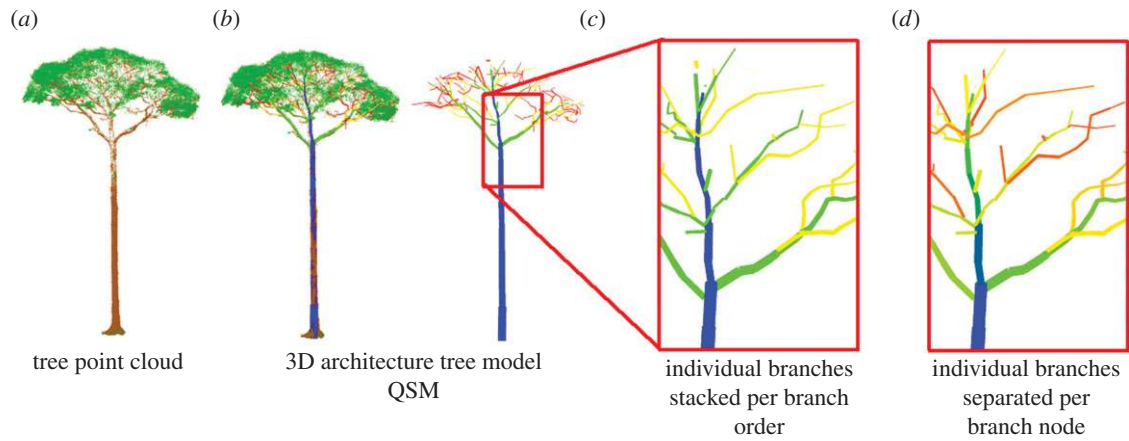 (a)
(b)
(c)
(d)
tree point cloud
3D architecture tree model
QSM
individual branches
stacked per branch
order
individual branches
separated per
branch node